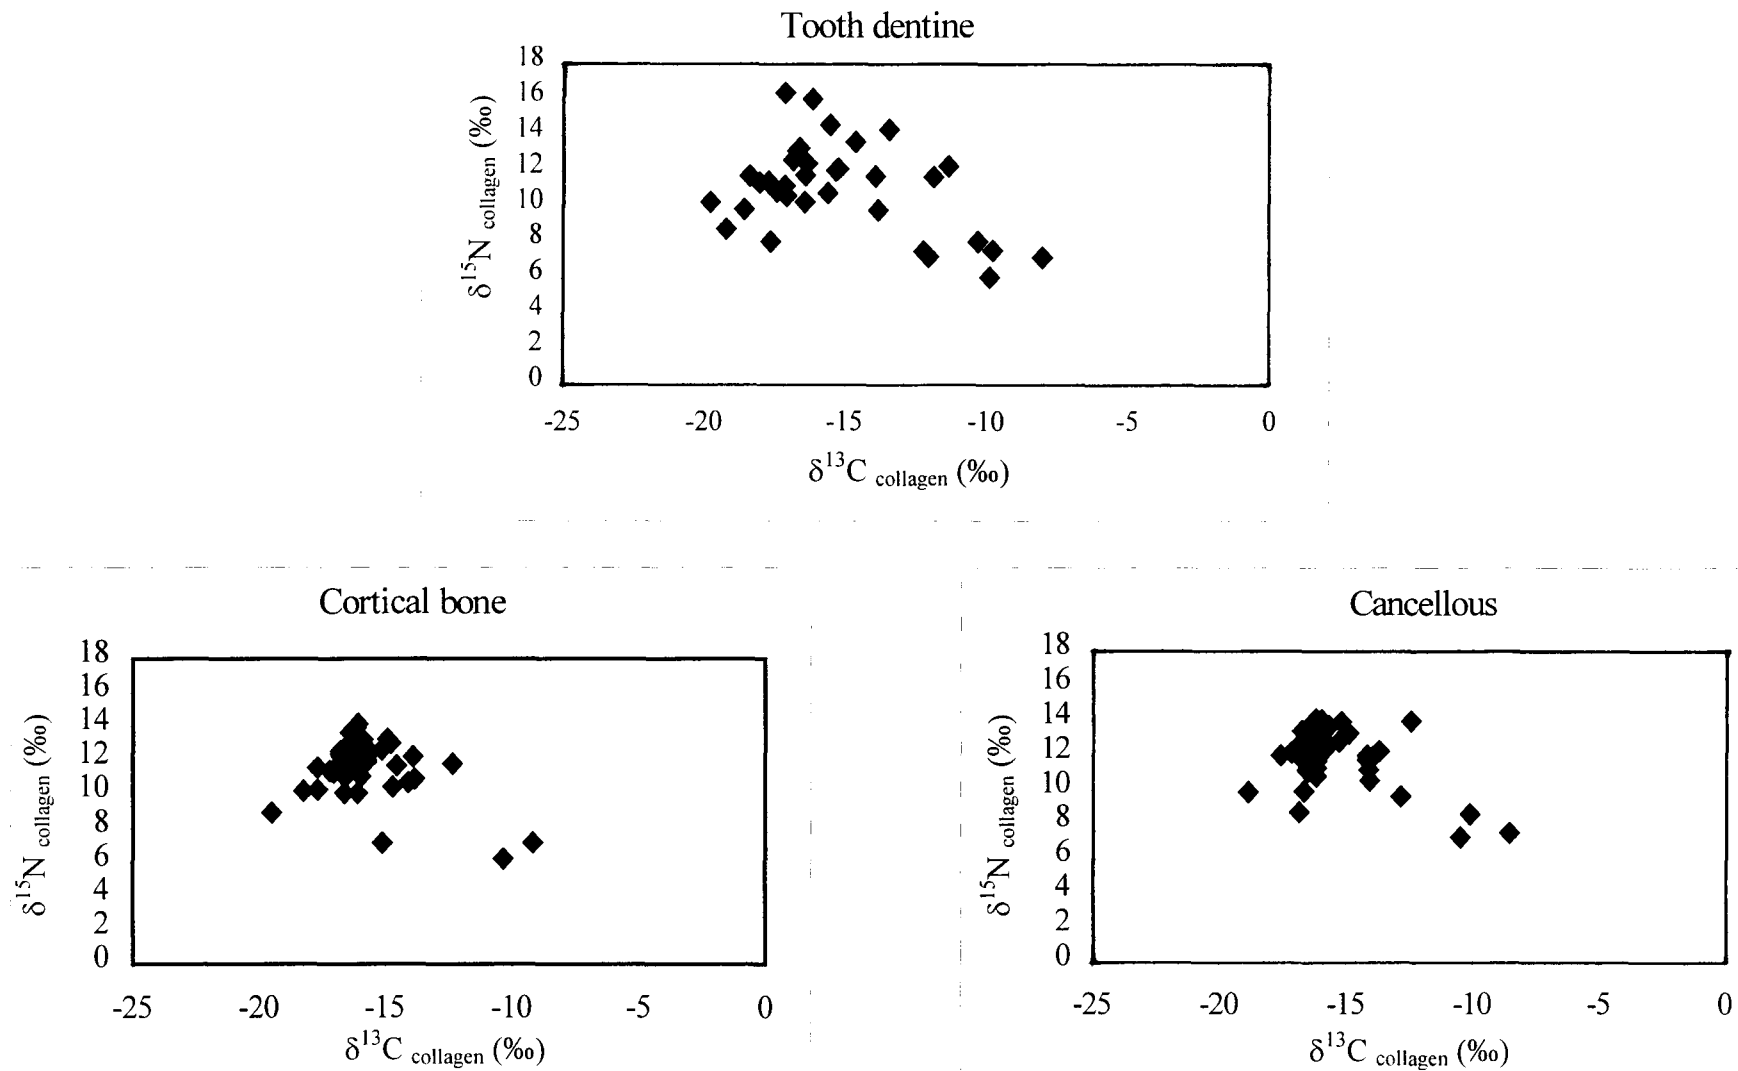 Tooth dentine
18
16
14
12
10
8
6
4
2
0
δ¹⁵N collagen (‰)
-25 -20 -15 -10 -5 0
δ¹³C collagen (‰)
Cortical bone
18
16
14
12
10
8
6
4
2
0
δ¹⁵N collagen (‰)
-25 -20 -15 -10 -5 0
δ¹³C collagen (‰)
Cancellous
18
16
14
12
10
8
6
4
2
0
δ¹⁵N collagen (‰)
-25 -20 -15 -10 -5 0
δ¹³C collagen (‰)